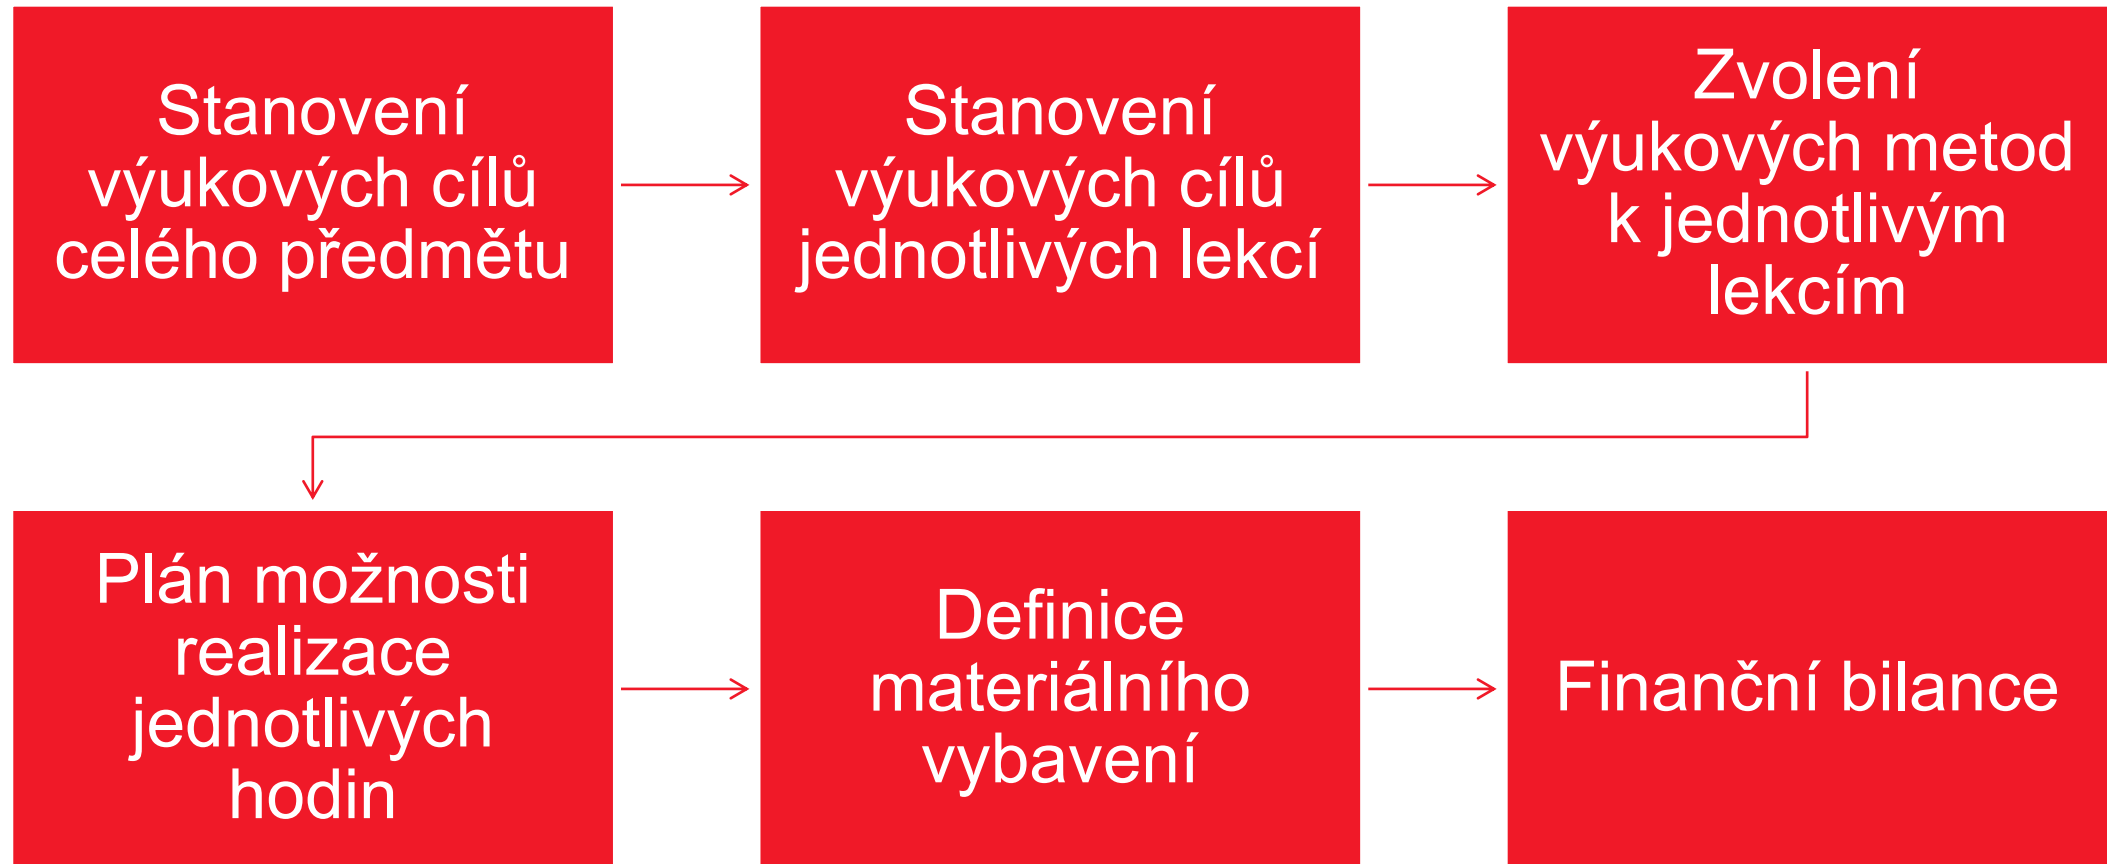 Stanovení
výukových cílů
celého předmětu
Stanovení
výukových cílů
jednotlivých lekcí
Zvolení
výukových metod
k jednotlivým
lekcím
Plán možnosti
realizace
jednotlivých
hodin
Definice
materiálního
vybavení
Finanční bilance